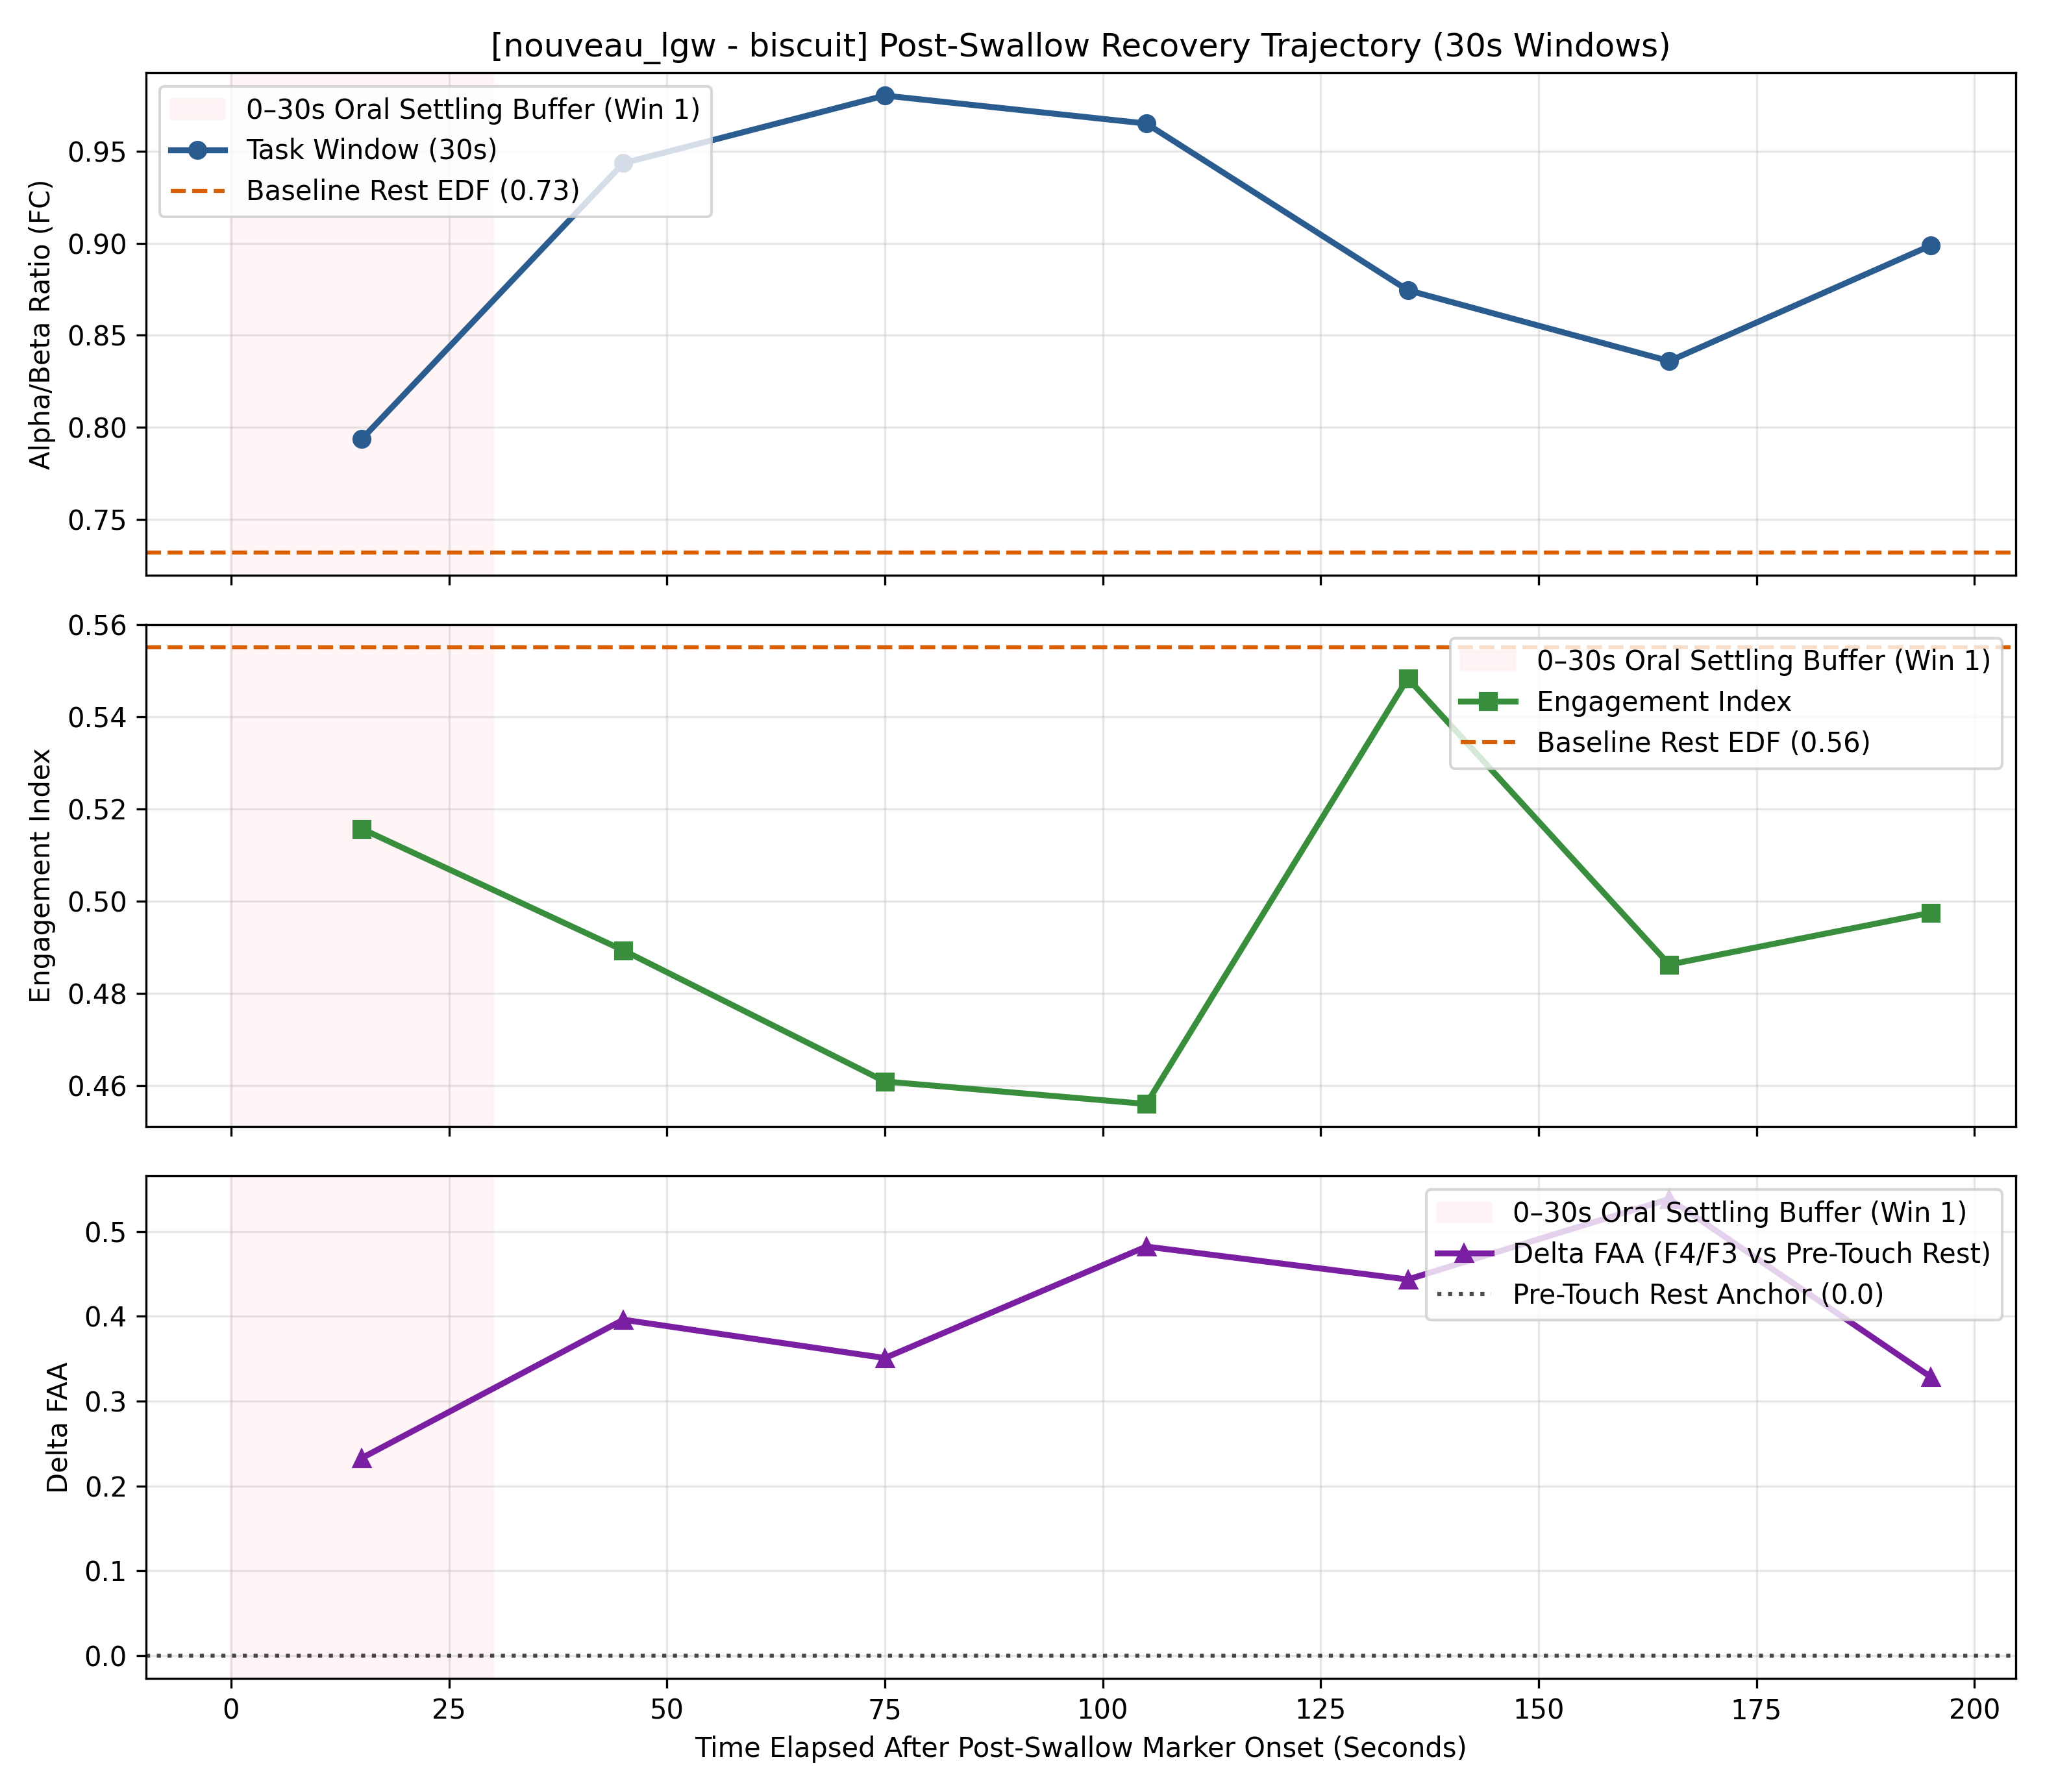 [nouveau_lgw - biscuit] Post-Swallow Recovery Trajectory (30s Windows)
Alpha/Beta Ratio (FC)
0.95
0.90
0.85
0.80
0.75
0–30s Oral Settling Buffer (Win 1)
Task Window (30s)
Baseline Rest EDF (0.73)
Engagement Index
0.56
0.54
0.52
0.50
0.48
0.46
0–30s Oral Settling Buffer (Win 1)
Engagement Index
Baseline Rest EDF (0.56)
Delta FAA
0.5
0.4
0.3
0.2
0.1
0.0
0–30s Oral Settling Buffer (Win 1)
Delta FAA (F4/F3 vs Pre-Touch Rest)
Pre-Touch Rest Anchor (0.0)
0 25 50 75 100 125 150 175 200
Time Elapsed After Post-Swallow Marker Onset (Seconds)